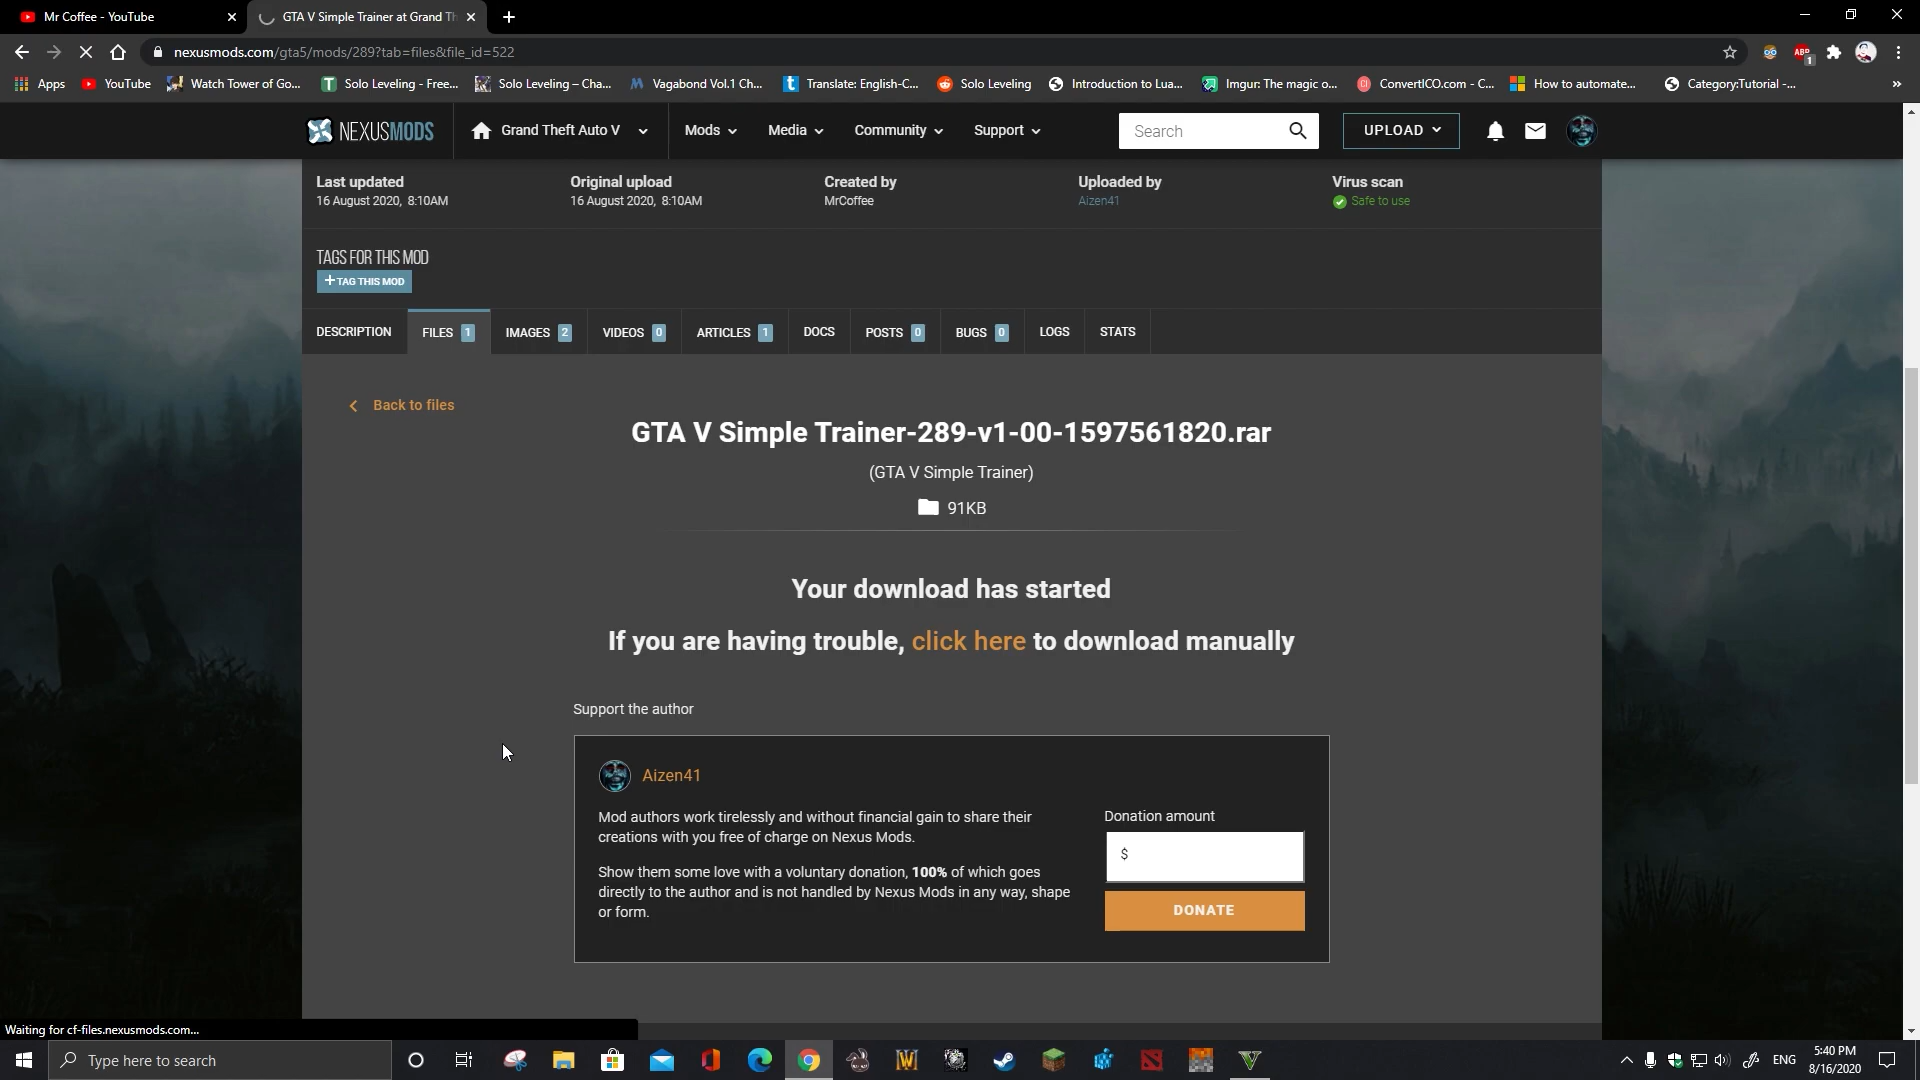 Mr Coffee - YouTube
GTA V Simple Trainer at Grand Th
nexusmods.com/gta5/mods/289?tab=files&file_id=522
ABP
1
Apps
YouTube
Watch Tower of Go...
Solo Leveling - Free...
Solo Leveling – Cha...
Vagabond Vol.1 Ch...
Translate: English-C...
Solo Leveling
Introduction to Lua...
Imgur: The magic o...
ConvertICO.com - C...
How to automate...
Category:Tutorial -...
NEXUSMODS
Grand Theft Auto V
Mods
Media
Community
Support
Search
UPLOAD
Last updated
16 August 2020, 8:10AM
Original upload
16 August 2020, 8:10AM
Created by
MrCoffee
Uploaded by
Aizen41
Virus scan
Safe to use
TAGS FOR THIS MOD
+ TAG THIS MOD
DESCRIPTION
FILES 1
IMAGES 2
VIDEOS 0
ARTICLES 1
DOCS
POSTS 0
BUGS 0
LOGS
STATS
Back to files
GTA V Simple Trainer-289-v1-00-1597561820.rar
(GTA V Simple Trainer)
91KB
Your download has started
If you are having trouble, click here to download manually
Support the author
Aizen41
Mod authors work tirelessly and without financial gain to share their
creations with you free of charge on Nexus Mods.
Show them some love with a voluntary donation, 100% of which goes
directly to the author and is not handled by Nexus Mods in any way, shape
or form.
Donation amount
$
DONATE
Waiting for cf-files.nexusmods.com...
Type here to search
ENG
5:40 PM
8/16/2020